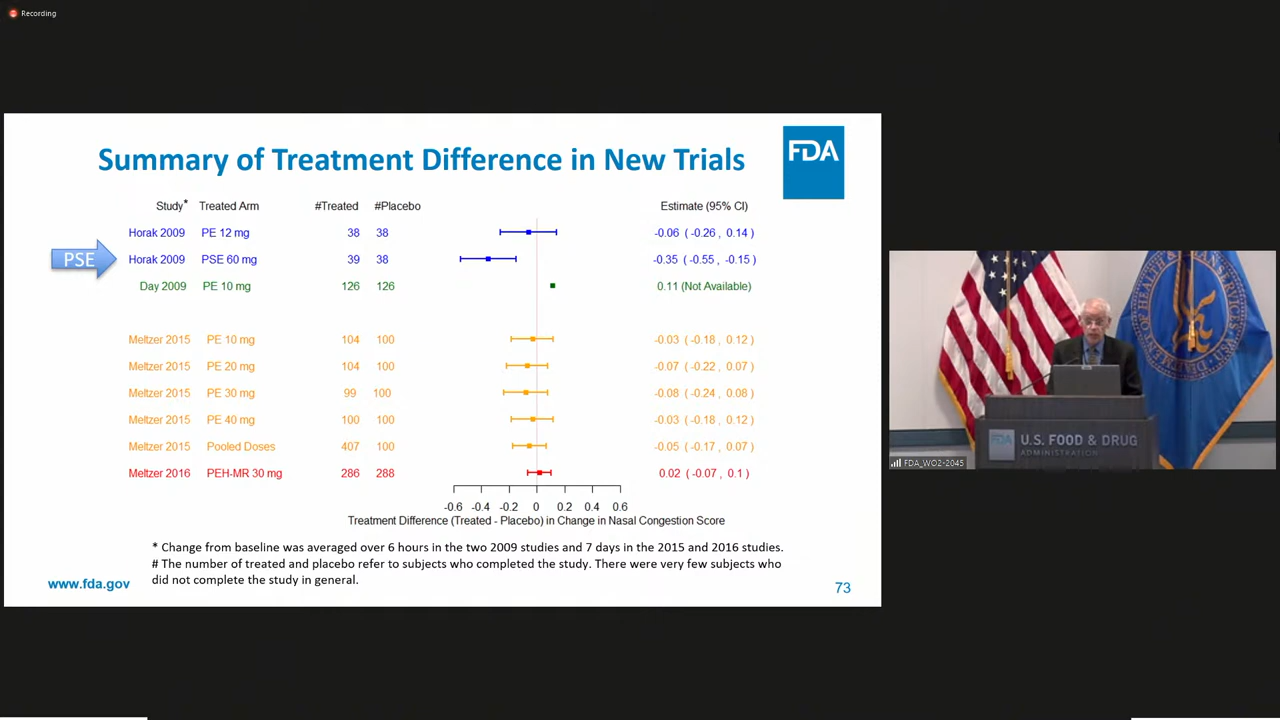 Recording
Summary of Treatment Difference in New Trials
FDA
Study* Treated Arm #Treated #Placebo Estimate (95% CI)
Horak 2009 PE 12 mg 38 38 -0.06 ( -0.26 , 0.14 )
PSE
Horak 2009 PSE 60 mg 39 38 -0.35 ( -0.55 , -0.15 )
Day 2009 PE 10 mg 126 126 0.11 (Not Available)
Meltzer 2015 PE 10 mg 104 100 -0.03 ( -0.18 , 0.12 )
Meltzer 2015 PE 20 mg 104 100 -0.07 ( -0.22 , 0.07 )
Meltzer 2015 PE 30 mg 99 100 -0.08 ( -0.24 , 0.08 )
Meltzer 2015 PE 40 mg 100 100 -0.03 ( -0.18 , 0.12 )
Meltzer 2015 Pooled Doses 407 100 -0.05 ( -0.17 , 0.07 )
Meltzer 2016 PEH-MR 30 mg 286 288 0.02 ( -0.07 , 0.1 )
-0.6 -0.4 -0.2 0 0.2 0.4 0.6
Treatment Difference (Treated - Placebo) in Change in Nasal Congestion Score
* Change from baseline was averaged over 6 hours in the two 2009 studies and 7 days in the 2015 and 2016 studies.
# The number of treated and placebo refer to subjects who completed the study. There were very few subjects who
did not complete the study in general.
www.fda.gov
73
FDA
U.S. FOOD & DRUG
ADMINISTRATION
FDA_WO2-2045